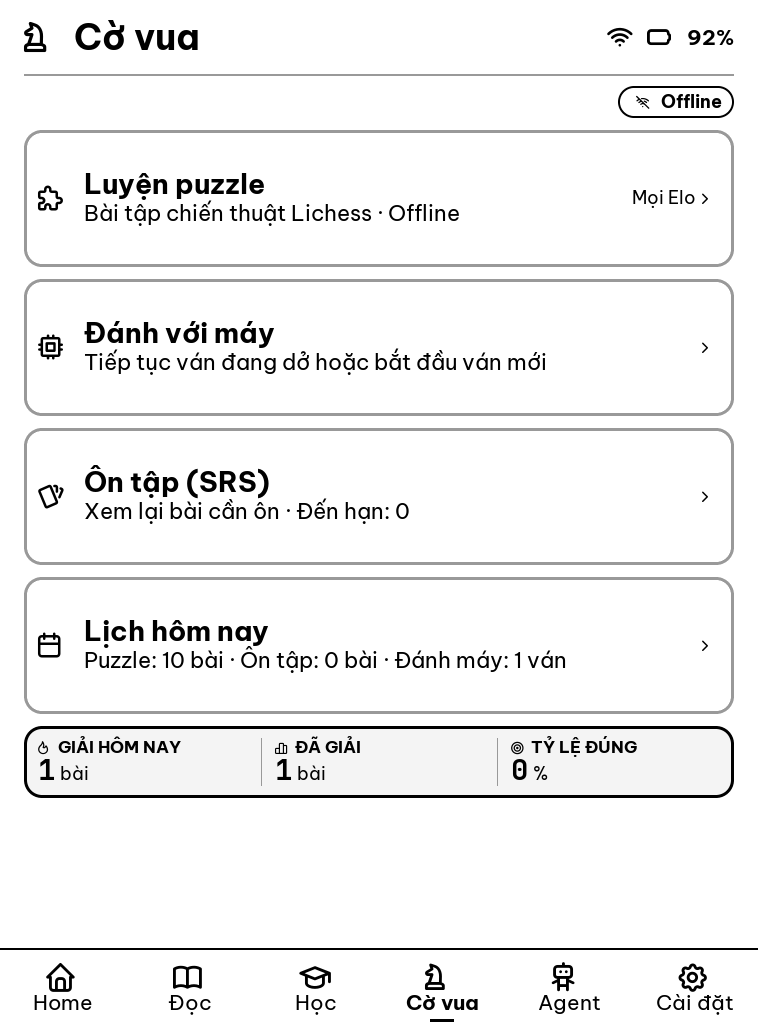 Cờ vua
92%
Offline
Luyện puzzle
Bài tập chiến thuật Lichess · Offline
Mọi Elo
Đánh với máy
Tiếp tục ván đang dở hoặc bắt đầu ván mới
Ôn tập (SRS)
Xem lại bài cần ôn · Đến hạn: 0
Lịch hôm nay
Puzzle: 10 bài · Ôn tập: 0 bài · Đánh máy: 1 ván
GIẢI HÔM NAY
1 bài
ĐÃ GIẢI
1 bài
TỶ LỆ ĐÚNG
0 %
Home
Đọc
Học
Cờ vua
Agent
Cài đặt